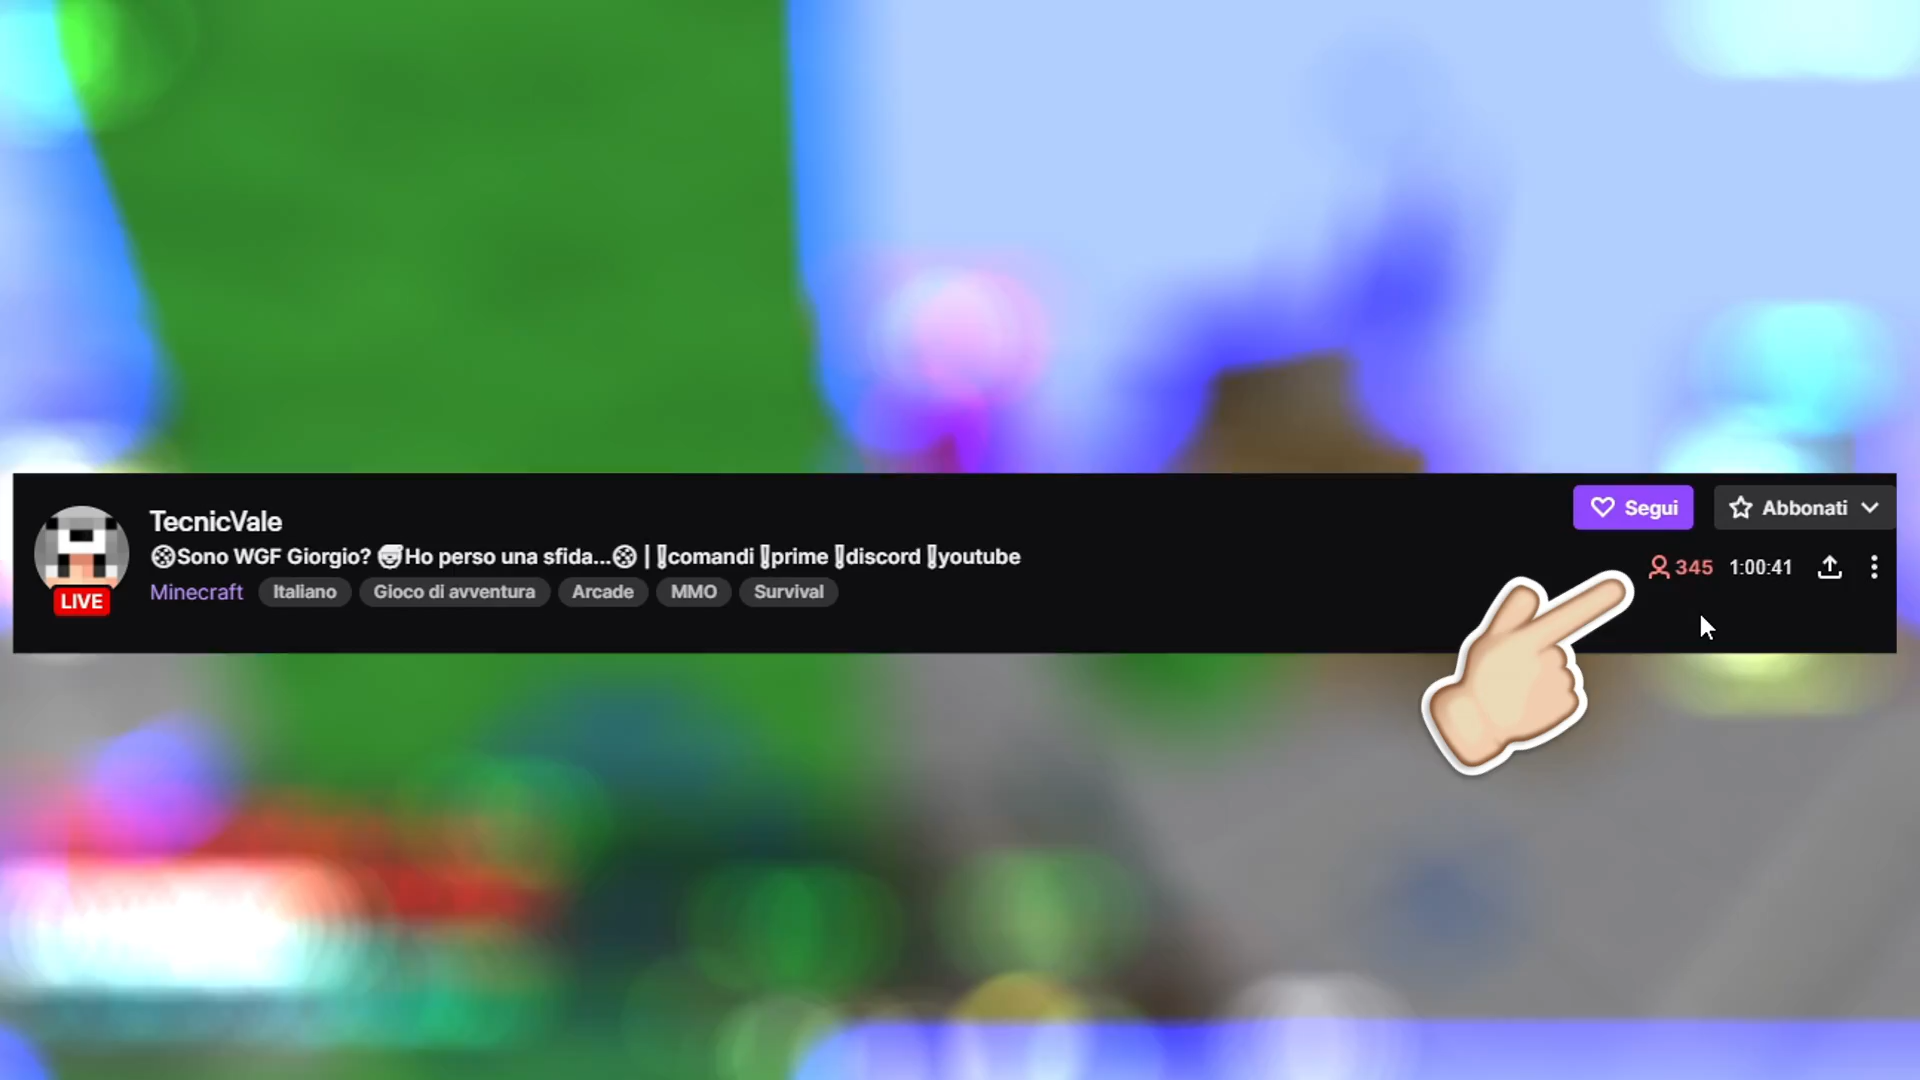 TecnicVale
Sono WGF Giorgio? Ho perso una sfida... | !comandi !prime !discord !youtube
Minecraft Italiano Gioco di avventura Arcade MMO Survival
LIVE
Segui Abbonati
345 1:00:41